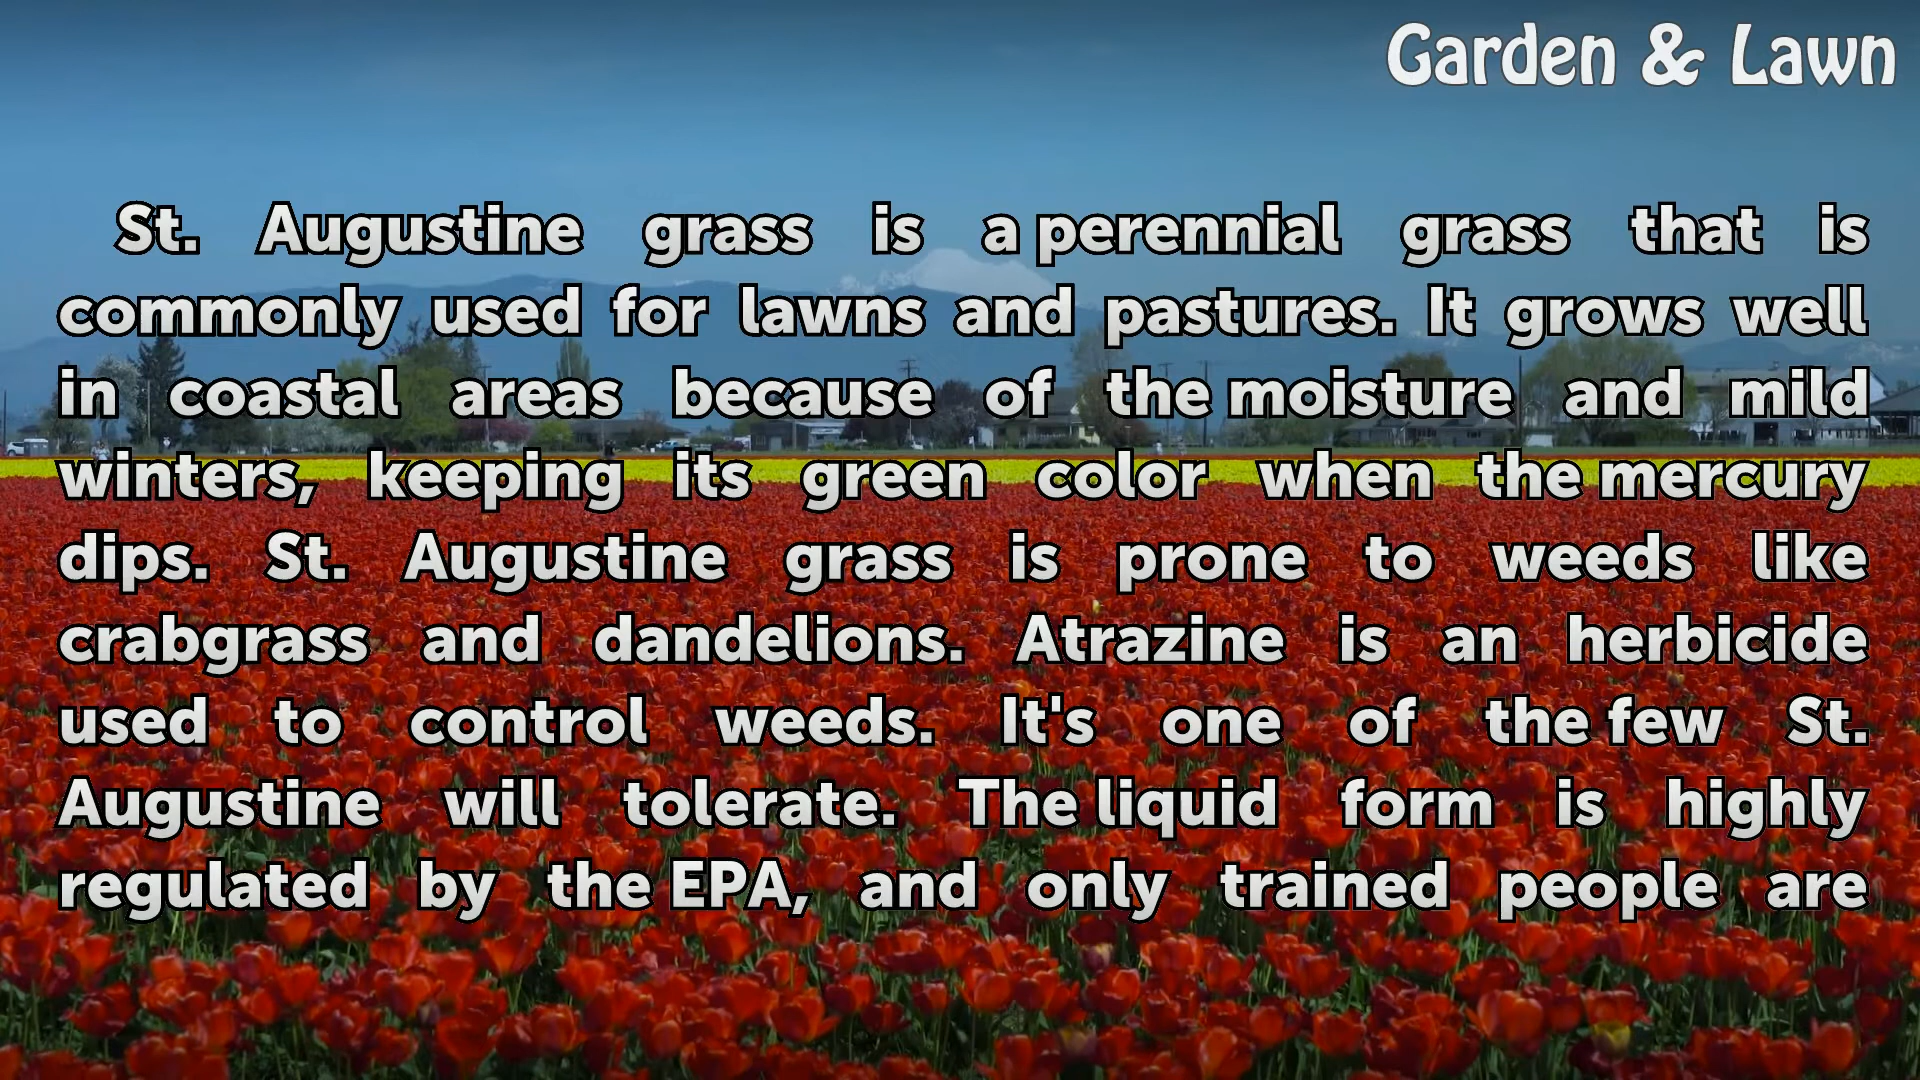 Garden & Lawn
St. Augustine grass is a perennial grass that is
commonly used for lawns and pastures. It grows well
in coastal areas because of the moisture and mild
winters, keeping its green color when the mercury
dips. St. Augustine grass is prone to weeds like
crabgrass and dandelions. Atrazine is an herbicide
used to control weeds. It's one of the few St.
Augustine will tolerate. The liquid form is highly
regulated by the EPA, and only trained people are